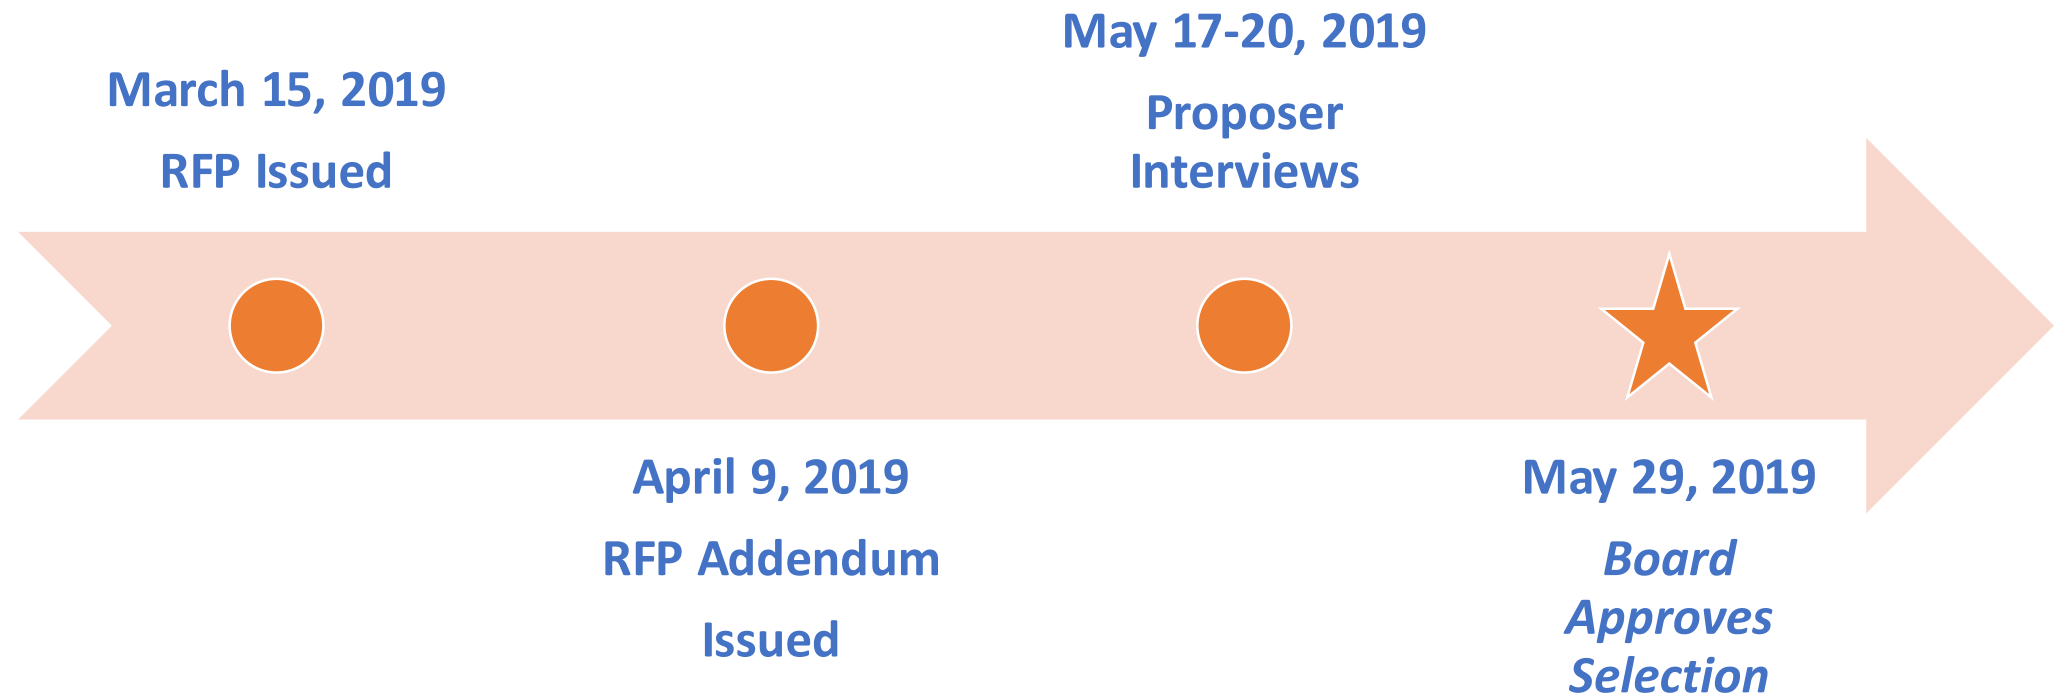 March 15, 2019
RFP Issued
April 9, 2019
RFP Addendum
Issued
May 17-20, 2019
Proposer
Interviews
May 29, 2019
Board
Approves
Selection